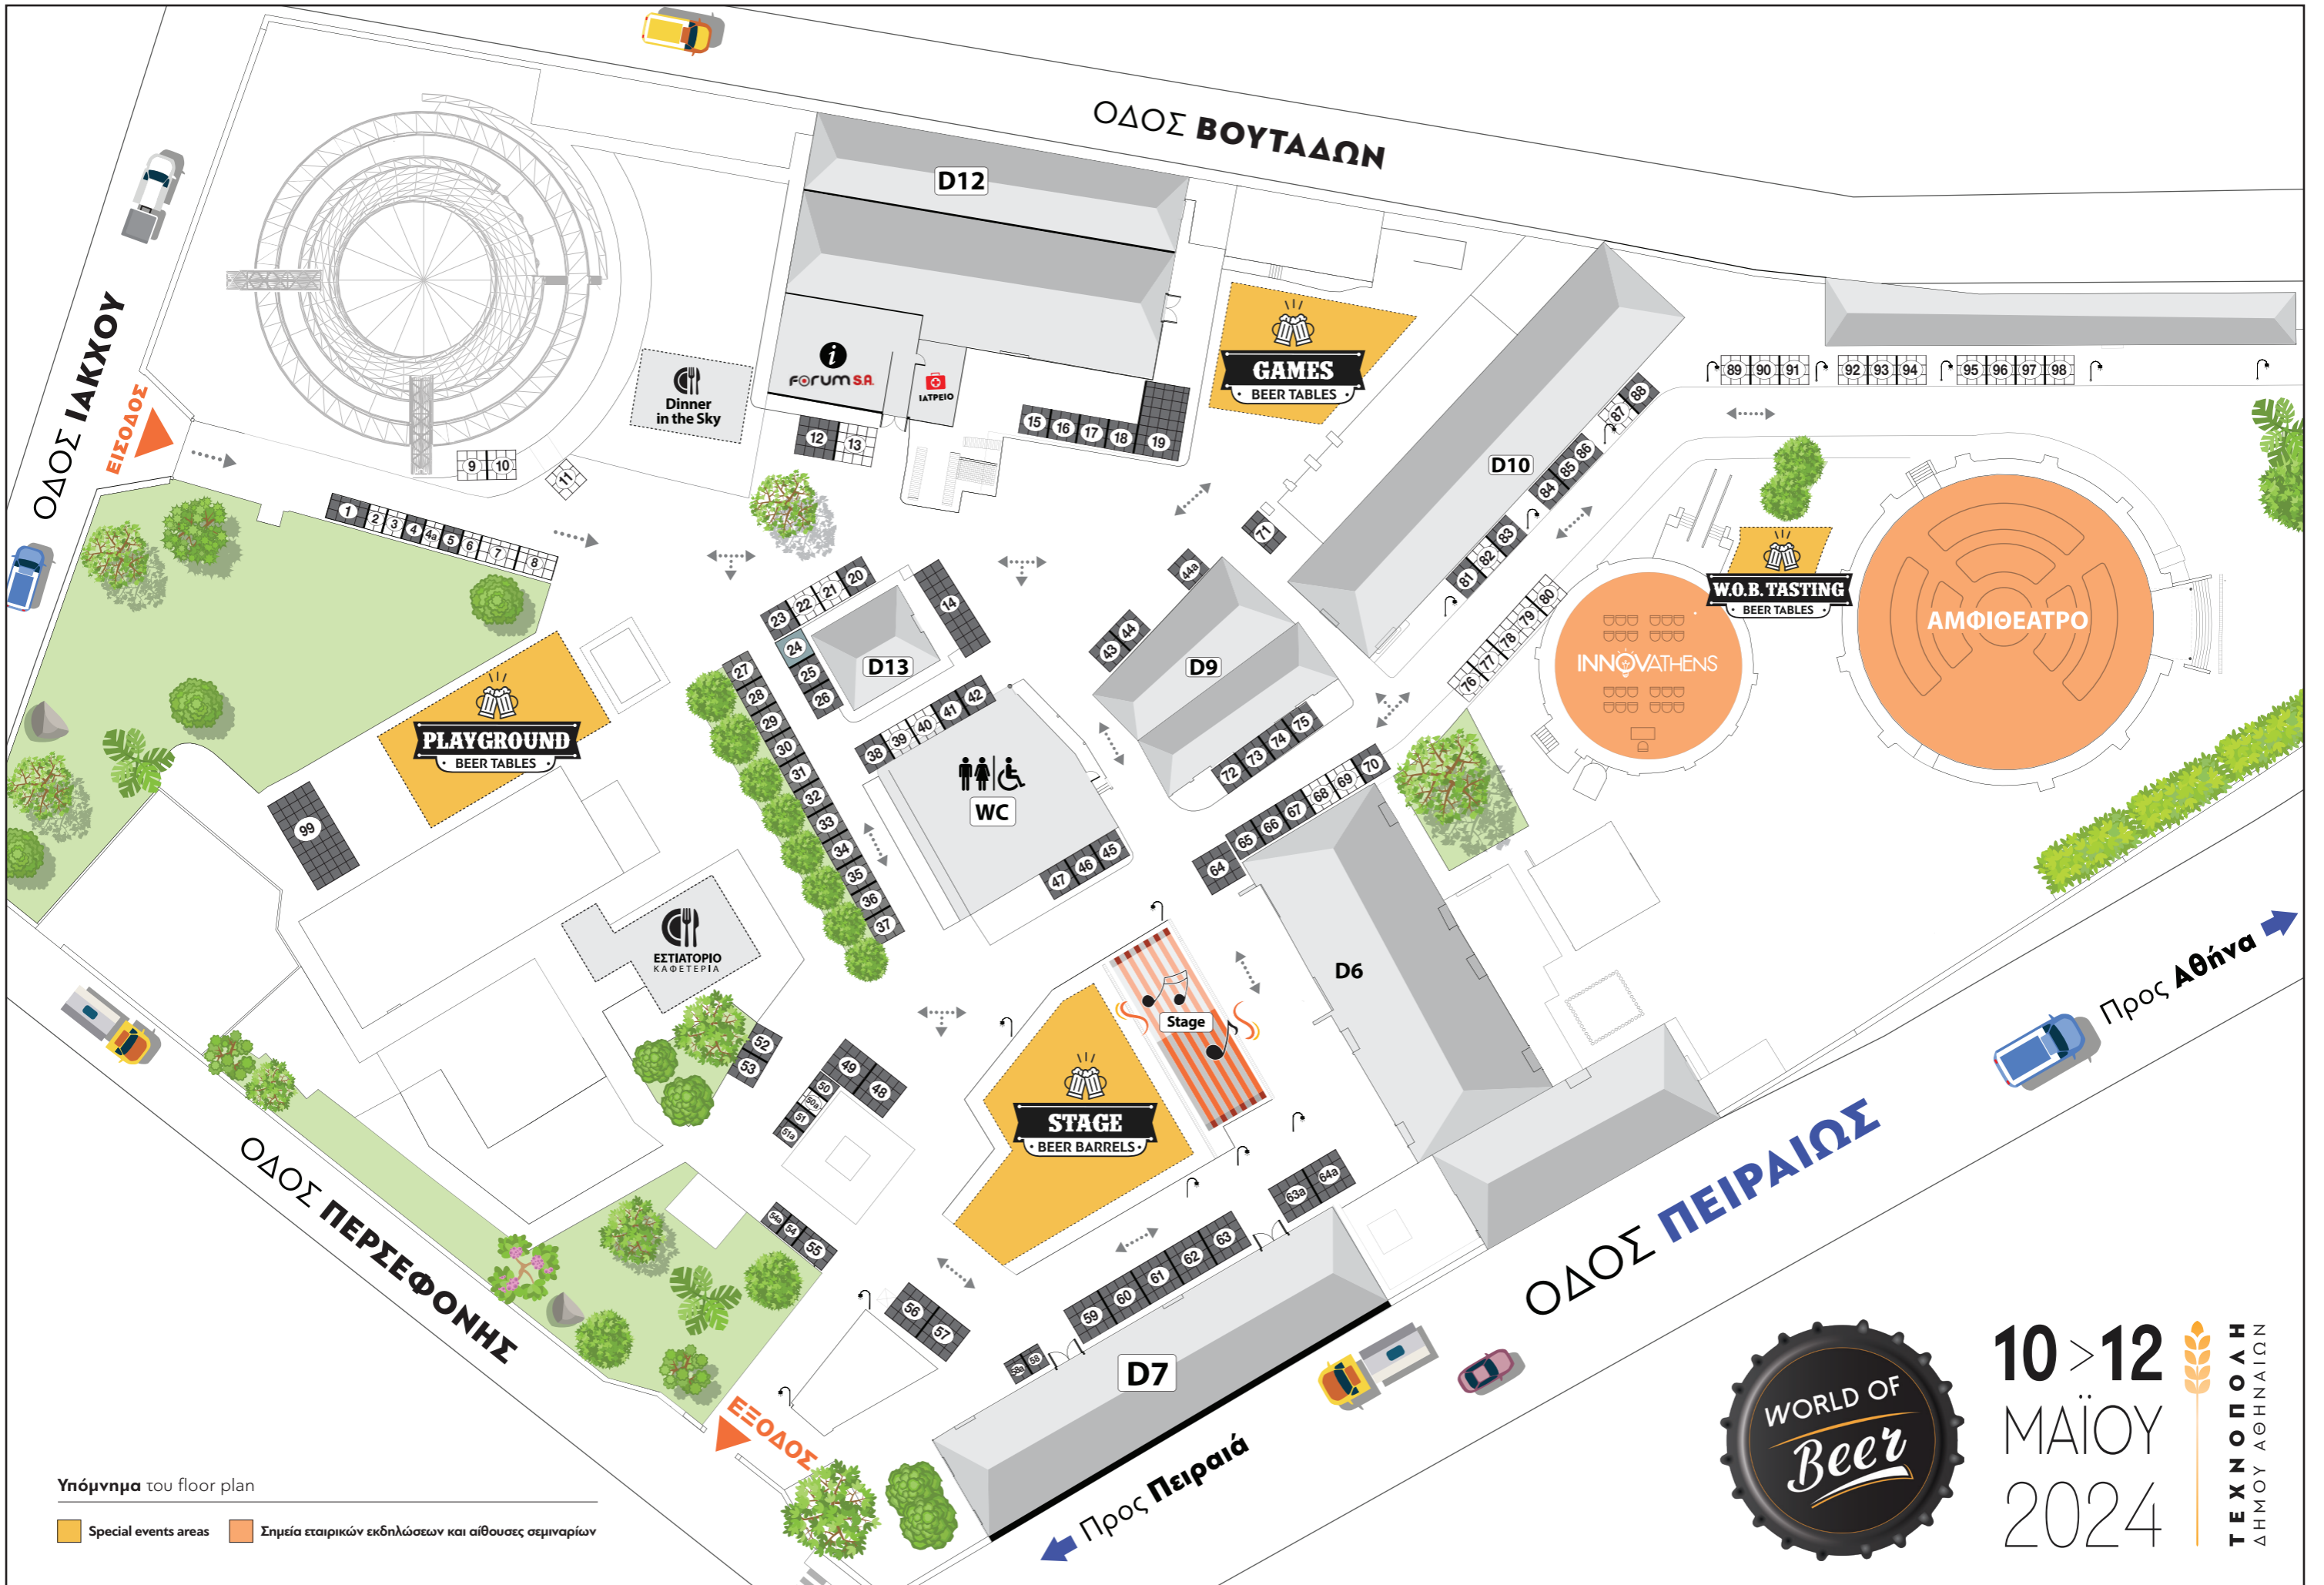 ΟΔΟΣ ΒΟΥΤΑΔΩΝ
ΟΔΟΣ ΙΑΚΧΟΥ
ΕΙΣΟΔΟΣ
D12
i
FORUM S.A.
ΙΑΤΡΕΙΟ
Dinner
in the Sky
GAMES
BEER TABLES
D10
89 90 91 92 93 94 95 96 97 98
12 13
15 16 17 18 19
9 10 11
1 2 3 4 4a 5 6 7 8
88
87
86
85
84
83
82
81
80
79
78
77
76
71
44a
44
43
D9
72 73 74 75
W.O.B. TASTING
BEER TABLES
INNOVATHENS
ΑΜΦΙΘΕΑΤΡΟ
23 22 21 20
14
24
25
26
D13
27
28
29
30
31
32
33
34
35
36
37
38 39 40 41 42
WC
47 46 45
PLAYGROUND
BEER TABLES
99
ΕΣΤΙΑΤΟΡΙΟ
ΚΑΦΕΤΕΡΙΑ
64 65 66 67 68 69 70
D6
Stage
STAGE
BEER BARRELS
52
53
49 48
50
50a
51
51a
54a 54 55
56 57
58a 58
59 60 61 62 63
63a 64a
D7
ΟΔΟΣ ΠΕΡΣΕΦΟΝΗΣ
ΕΞΟΔΟΣ
ΟΔΟΣ ΠΕΙΡΑΙΩΣ
Προς Αθήνα
Προς Πειραιά
Υπόμνημα του floor plan
Special events areas
Σημεία εταιρικών εκδηλώσεων και αίθουσες σεμιναρίων
WORLD OF
Beer
10 > 12
ΜΑΪΟΥ
2024
ΤΕΧΝΟΠΟΛΗ
ΔΗΜΟΥ ΑΘΗΝΑΙΩΝ